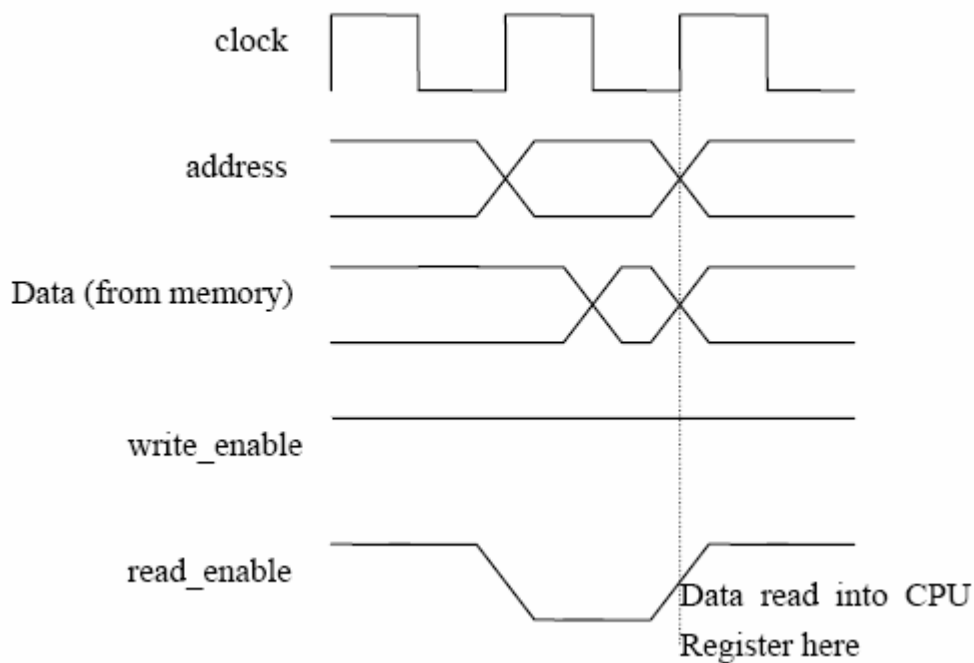 clock
address
Data (from memory)
write_enable
read_enable
Data read into CPU
Register here